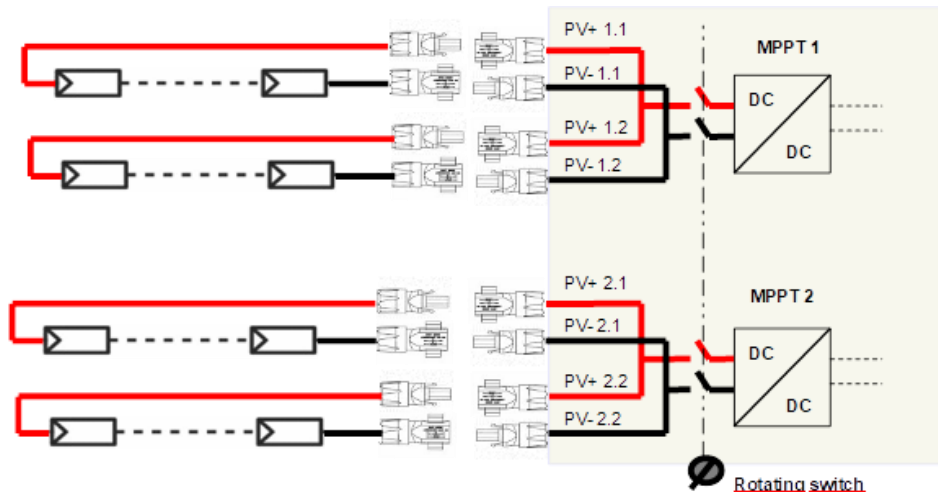 PV+ 1.1
MPPT 1
PV- 1.1
DC
PV+ 1.2
DC
PV- 1.2
PV+ 2.1
MPPT 2
PV- 2.1
DC
PV+ 2.2
DC
PV- 2.2
Rotating switch